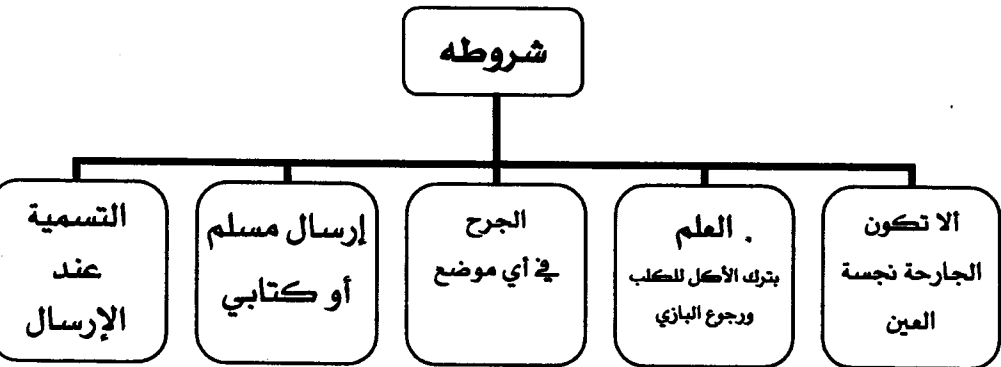 شروطه
ألا تكون
الجارحة نجسة
العين
. العلم
بترك الأكل للكلب
ورجوع البازي
الجرح
في أي موضع
إرسال مسلم
أو كتابي
التسمية
عند
الإرسال